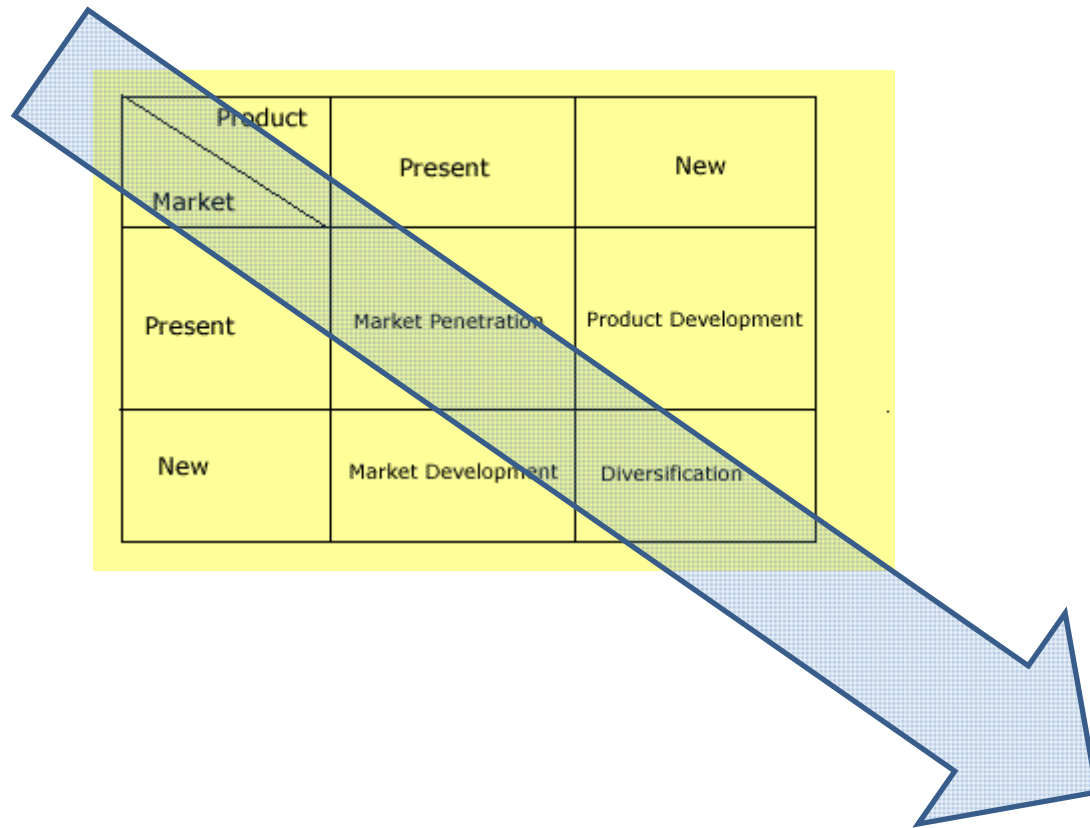 Product
Market
Present
New
Present
Market Penetration
Product Development
New
Market Development
Diversification